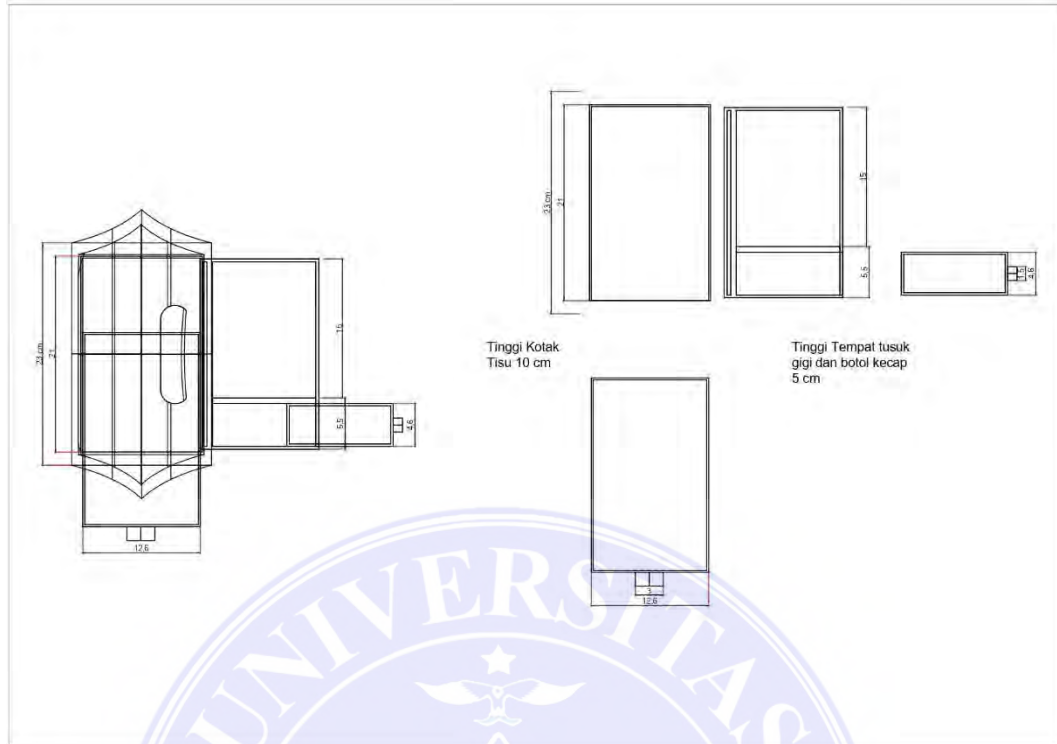 23 cm
21
15
5,5
4,6
12,6
23 cm
21
15
5,5
1,5
4,6
Tinggi Kotak
Tisu 10 cm
Tinggi Tempat tusuk
gigi dan botol kecap
5 cm
3
12,6
UNIVERSITAS